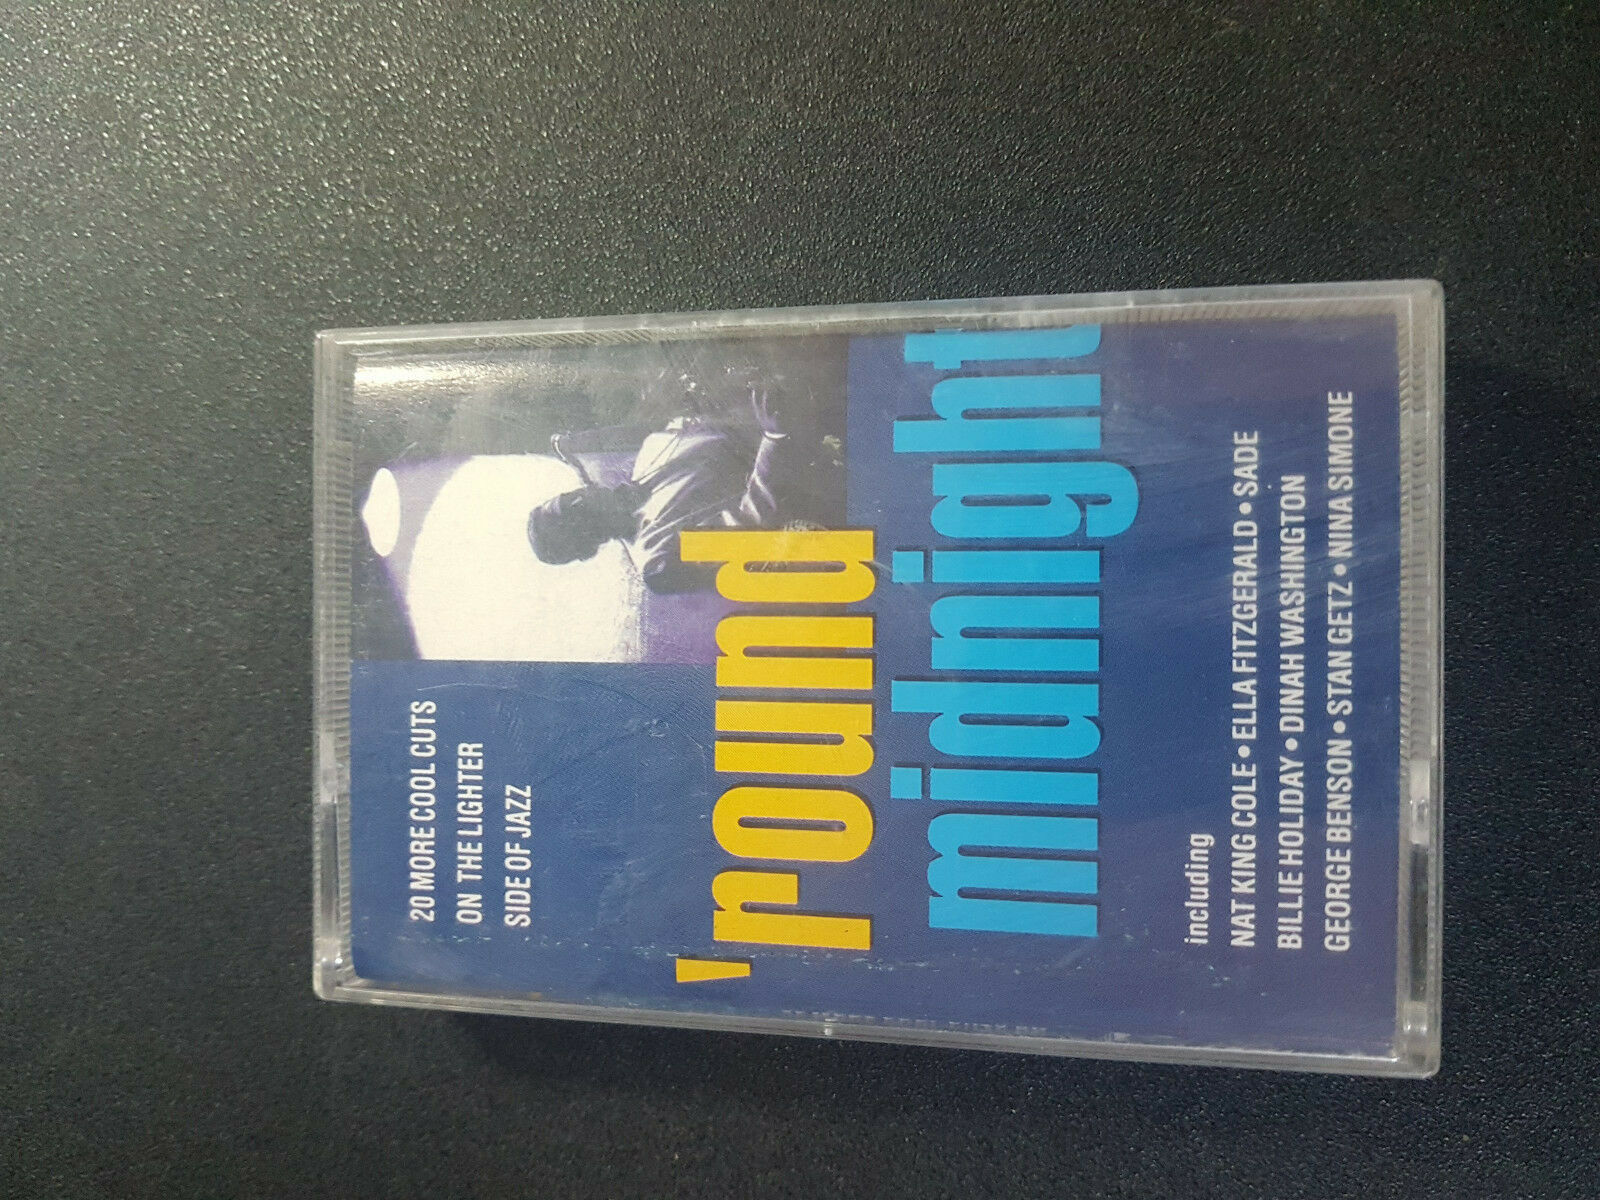 20 MORE COOL CUTS
ON THE LIGHTER
SIDE OF JAZZ
'round
midnight
including
NAT KING COLE • ELLA FITZGERALD • SADE
BILLIE HOLIDAY • DINAH WASHINGTON
GEORGE BENSON • STAN GETZ • NINA SIMONE